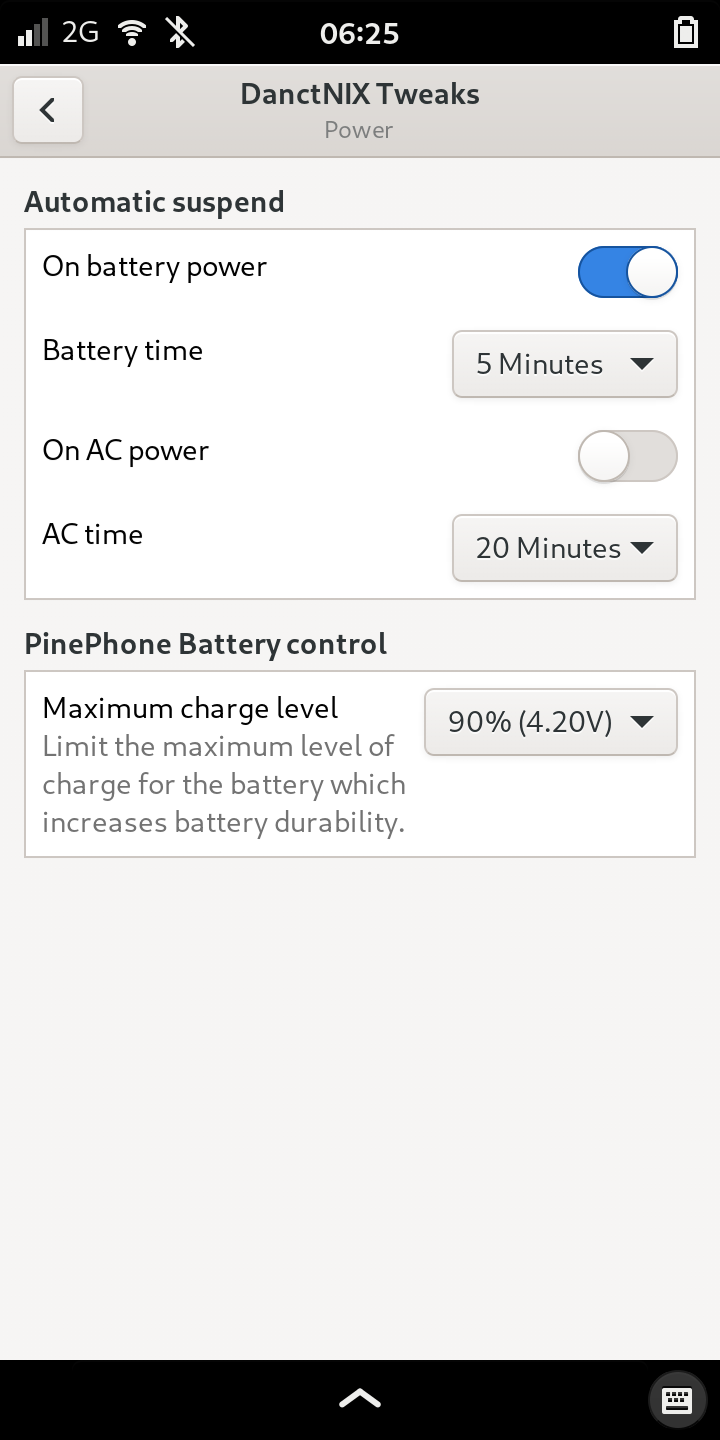 2G
06:25
DanctNIX Tweaks
Power
Automatic suspend
On battery power
Battery time
5 Minutes
On AC power
AC time
20 Minutes
PinePhone Battery control
Maximum charge level
90% (4.20V)
Limit the maximum level of
charge for the battery which
increases battery durability.